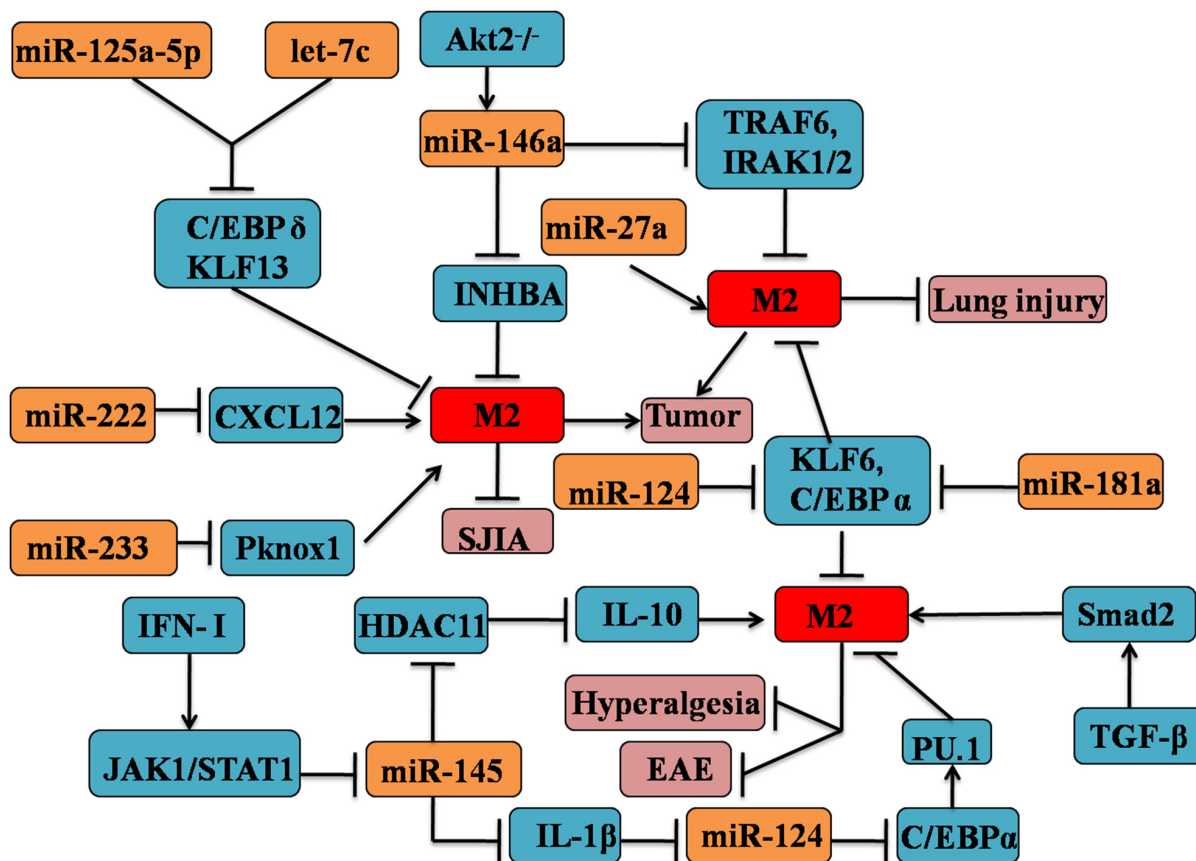 miR-125a-5p
let-7c
Akt2-/-
miR-146a
TRAF6,
IRAK1/2
miR-27a
C/EBP δ
KLF13
INHBA
M2
Lung injury
miR-222
CXCL12
M2
Tumor
KLF6,
C/EBP α
miR-124
miR-181a
SJIA
miR-233
Pknox1
IFN- I
HDAC11
IL-10
M2
Smad2
Hyperalgesia
JAK1/STAT1
miR-145
EAE
PU.1
TGF-β
IL-1β
miR-124
C/EBPα